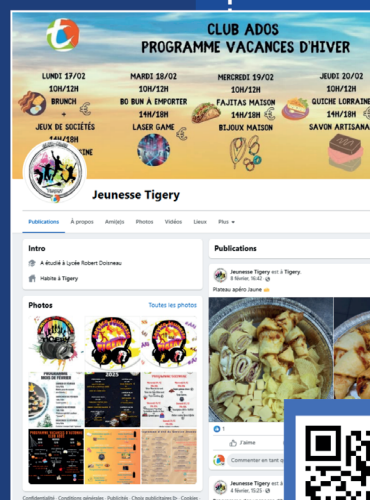 CLUB ADOS
PROGRAMME VACANCES D'HIVER
LUNDI 17/02
10H/12H
BRUNCH
+
JEUX DE SOCIÉTÉS
14H/18H
MARDI 18/02
10H/12H
BO BUN À EMPORTER
14H/18H
LASER GAME
MERCREDI 19/02
10H/12H
FAJITAS MAISON
14H/18H
BIJOUX MAISON
JEUDI 20/02
10H/12H
QUICHE LORRAINE
14H/18H
SAVON ARTISANA
Jeunesse Tigery
Publications À propos Ami(e)s Photos Vidéos Lieux Plus
Intro
A étudié à Lycée Robert Doisneau
Habite à Tigery
Photos Toutes les photos
2025
Publications
Jeunesse Tigery est à Tigery.
8 février, 16:42
Plateau apéro Jaune
1
J'aime
Commenter en tant q
Jeunesse Tigery est à Tigery.
4 février, 15:25
Confidentialité · Conditions générales · Publicités · Choix publicitaires · Cookies